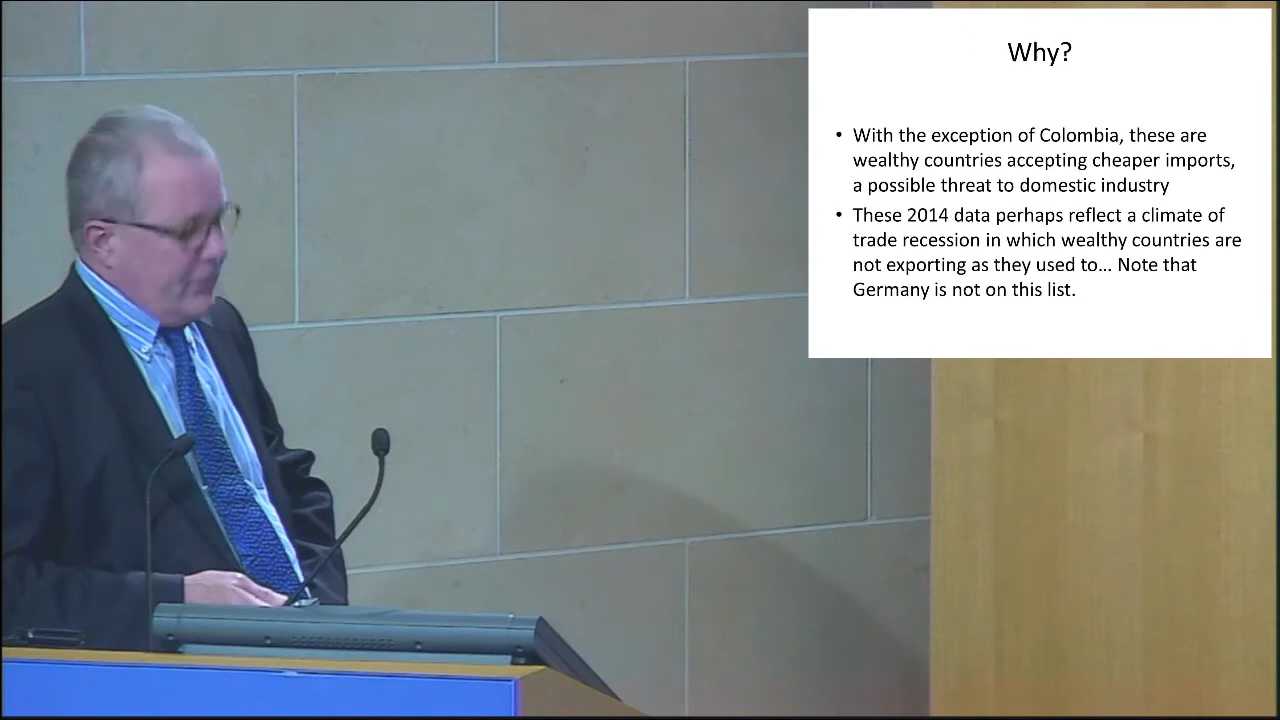 Why?
• With the exception of Colombia, these are
wealthy countries accepting cheaper imports,
a possible threat to domestic industry
• These 2014 data perhaps reflect a climate of
trade recession in which wealthy countries are
not exporting as they used to... Note that
Germany is not on this list.